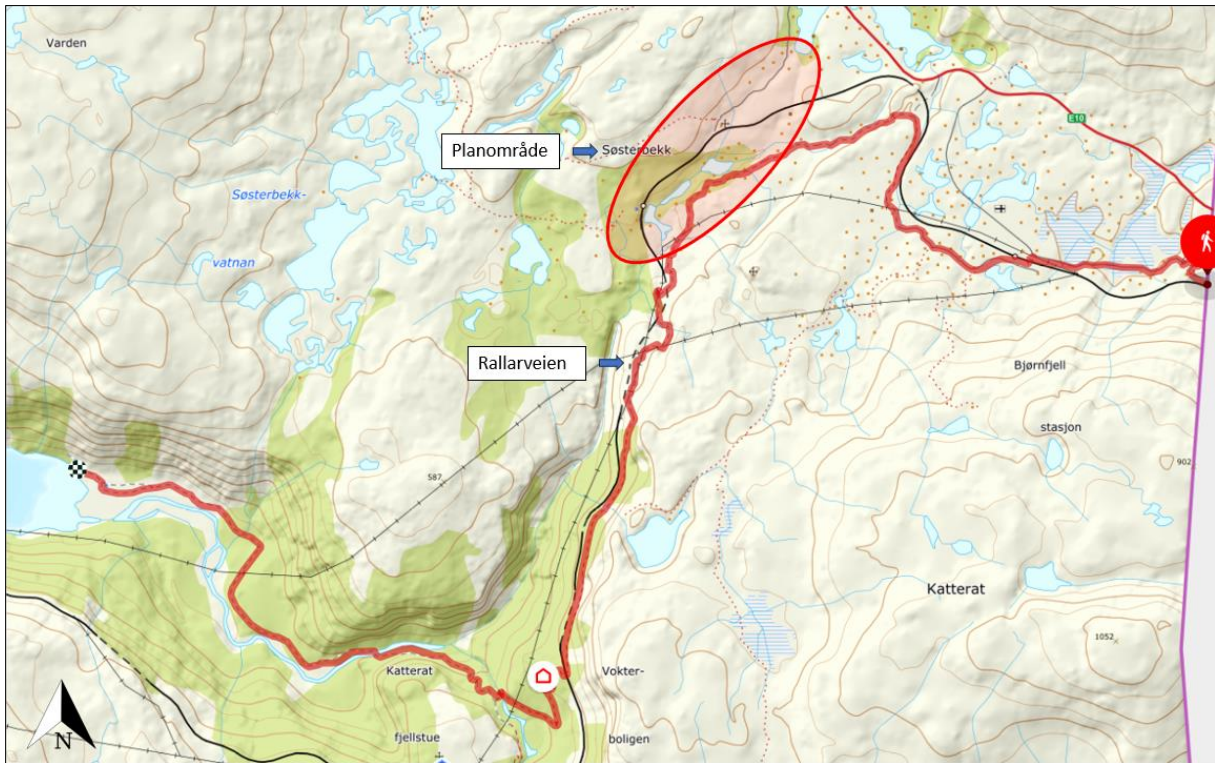 Varden
E10
Planområde
Søsterbekk
Søsterbekk-
vatnan
Rallarveien
Bjørnfjell
stasjon
902
587
Katterat
1052
Katterat
Vokter-
fjellstue
boligen
N